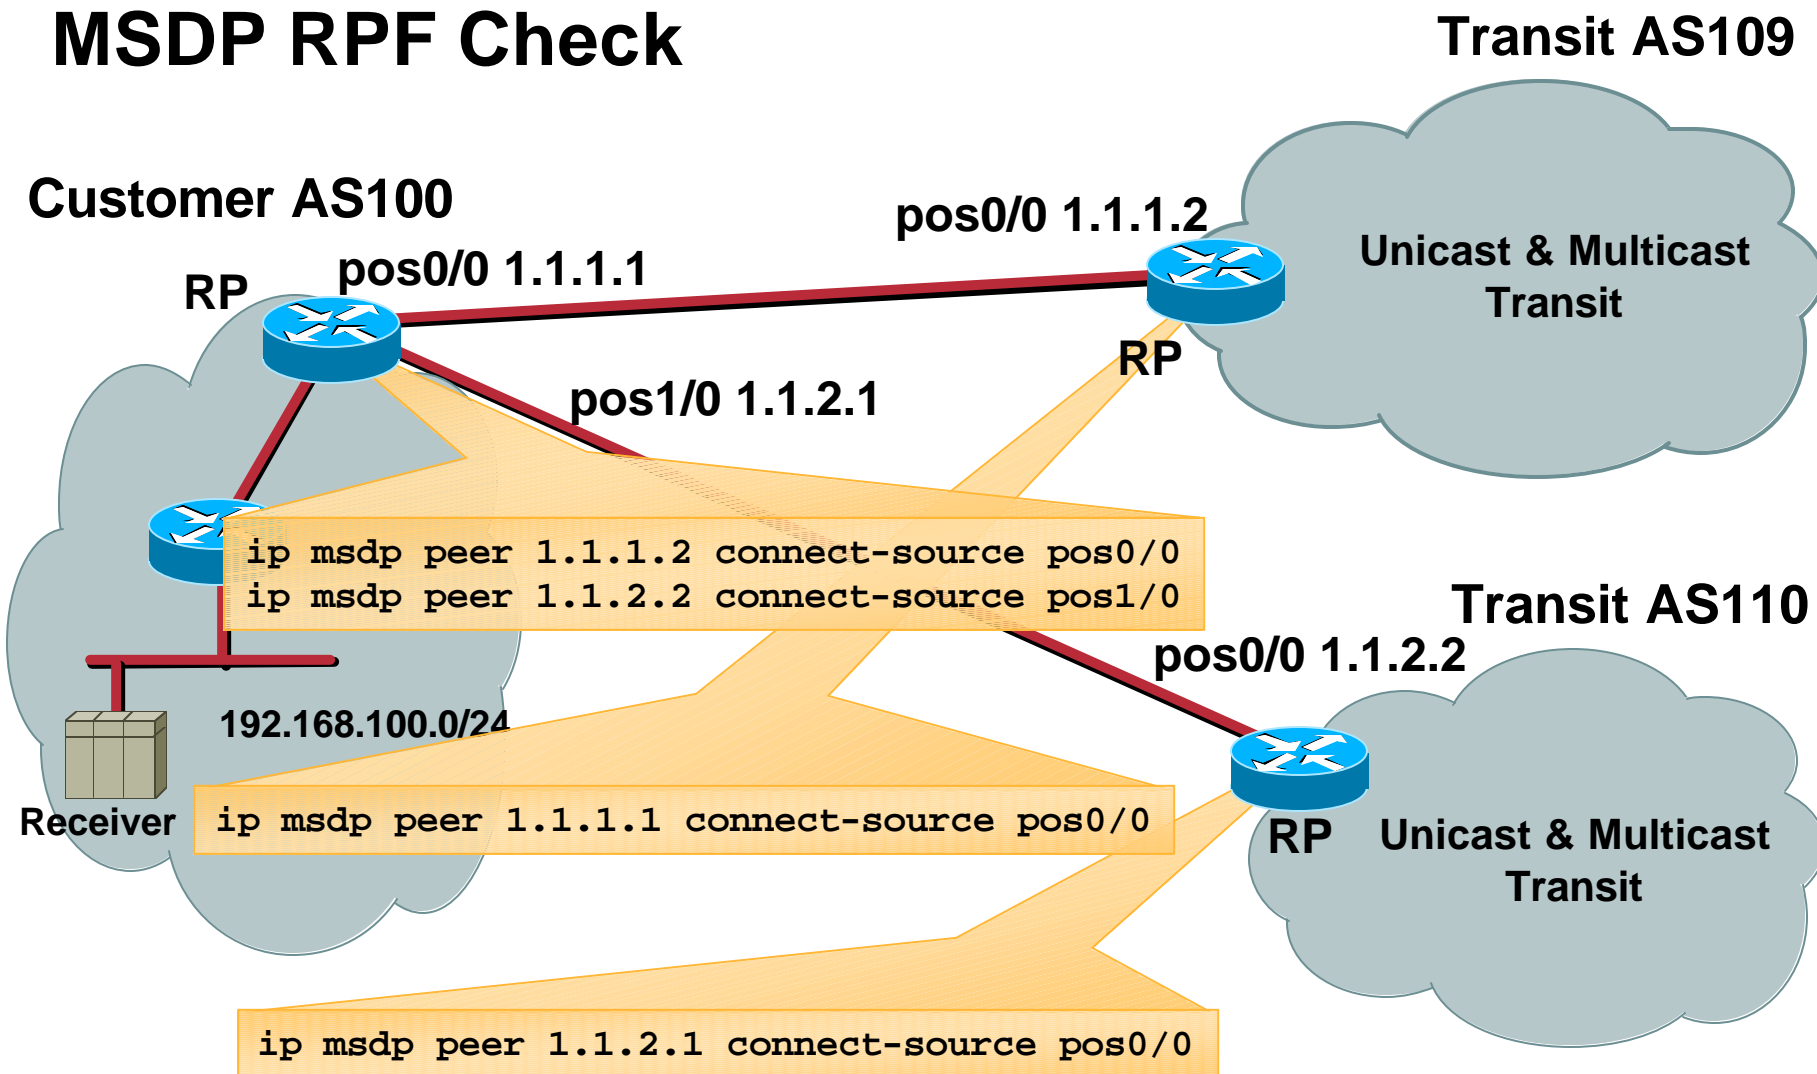 MSDP RPF Check
Transit AS109
Customer AS100
pos0/0 1.1.1.2
Unicast & Multicast
Transit
RP
pos0/0 1.1.1.1
RP
pos1/0 1.1.2.1
ip msdp peer 1.1.1.2 connect-source pos0/0
ip msdp peer 1.1.2.2 connect-source pos1/0
Transit AS110
pos0/0 1.1.2.2
192.168.100.0/24
Receiver
ip msdp peer 1.1.1.1 connect-source pos0/0
RP
Unicast & Multicast
Transit
ip msdp peer 1.1.2.1 connect-source pos0/0